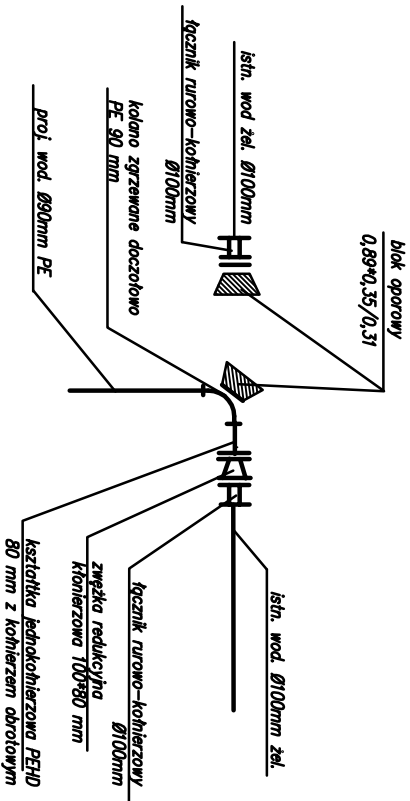 blok oporowy
0,89*0,35/0,31
istn. wod żel. Ø100mm
łącznik rurowo-kołnierzowy
Ø100mm
kolano zgrzewane doczołowo
PE 90 mm
proj. wod. Ø90mm PE
istn. wod. Ø100mm żel.
łącznik rurowo-kołnierzowy
Ø100mm
zwężka redukcyjna
kłonierzowa 100*80 mm
kształtka jednokołnierzowa PEHD
80 mm z kołnierzem obrotowym